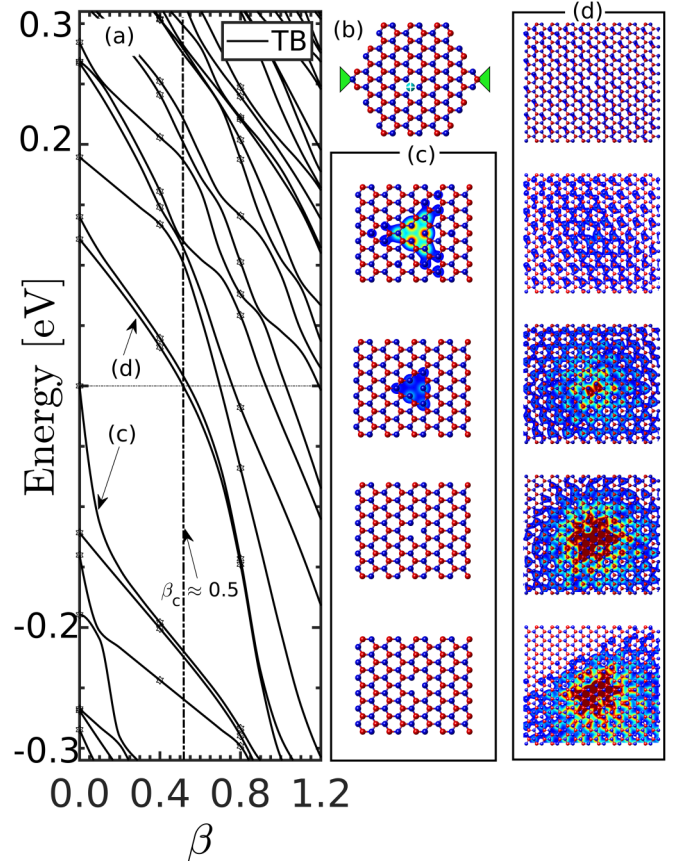 (a)
TB
(b)
(c)
(d)
0.3
0.2
-0.2
-0.3
Energy [eV]
(d)
(c)
β_c ≈ 0.5
0.0 0.4 0.8 1.2
β